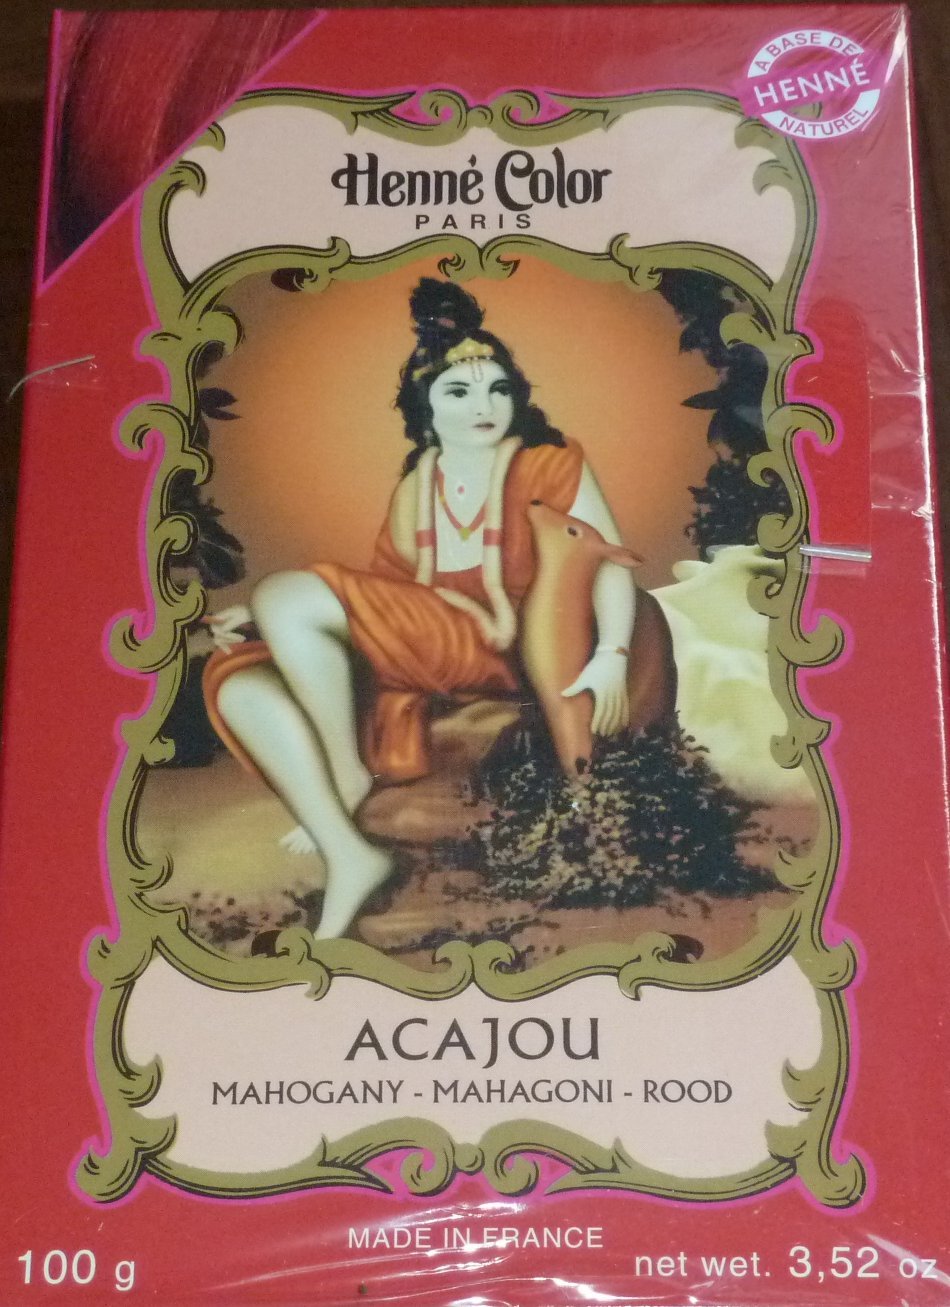 A BASE DE
HENNÉ
NATUREL
Henné Color
PARIS
ACAJOU
MAHOGANY - MAHAGONI - ROOD
MADE IN FRANCE
100 g
net wet. 3,52 oz